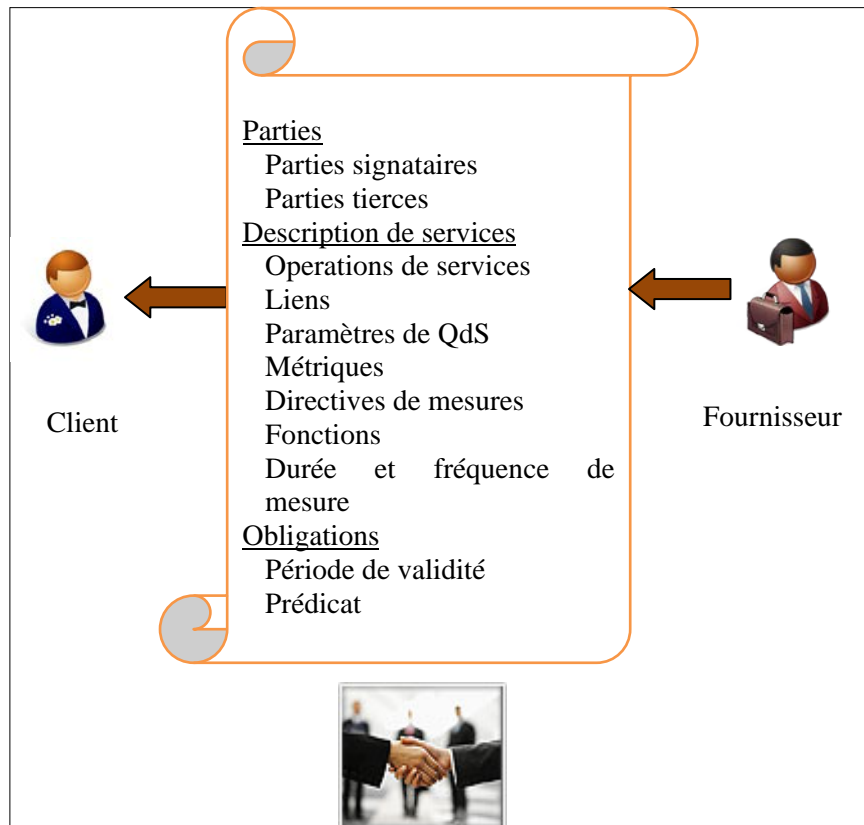 Parties
Parties signataires
Parties tierces
Description de services
Operations de services
Liens
Paramètres de QdS
Métriques
Directives de mesures
Fonctions
Durée et fréquence de
mesure
Obligations
Période de validité
Prédicat
Client
Fournisseur